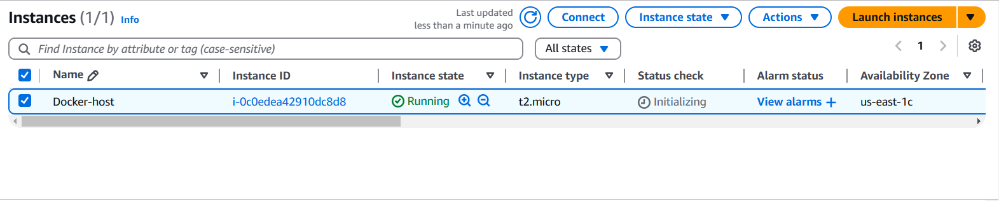 Instances (1/1) Info
Last updated
less than a minute ago
Connect
Instance state
Actions
Launch instances
Find Instance by attribute or tag (case-sensitive)
All states
1
Name Instance ID Instance state Instance type Status check Alarm status Availability Zone
Docker-host i-0c0edea42910dc8d8 Running t2.micro Initializing View alarms + us-east-1c